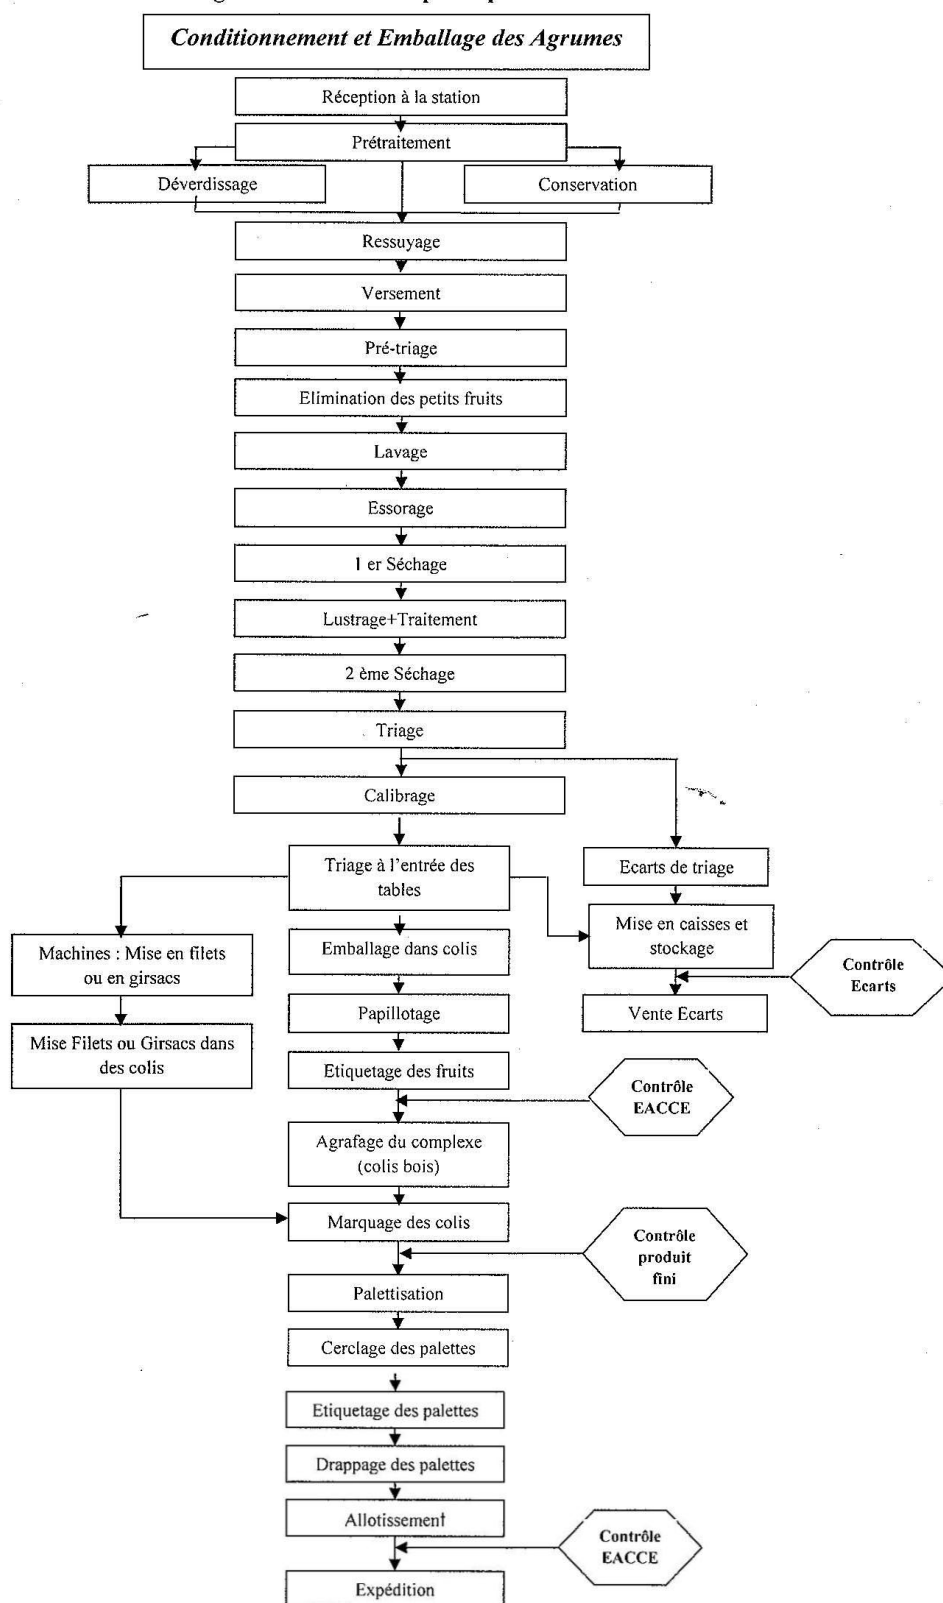 Conditionnement et Emballage des Agrumes
Réception à la station
Prétraitement
Déverdissage
Conservation
Ressuyage
Versement
Pré-triage
Elimination des petits fruits
Lavage
Essorage
1 er Séchage
Lustrage+Traitement
2 ème Séchage
Triage
Calibrage
Triage à l'entrée des
tables
Ecarts de triage
Mise en caisses et
stockage
Machines : Mise en filets
ou en girsacs
Emballage dans colis
Contrôle
Ecarts
Papillotage
Vente Ecarts
Mise Filets ou Girsacs dans
des colis
Etiquetage des fruits
Contrôle
EACCE
Agrafage du complexe
(colis bois)
Marquage des colis
Contrôle
produit
fini
Palettisation
Cerclage des palettes
Etiquetage des palettes
Drappage des palettes
Allotissement
Contrôle
EACCE
Expédition